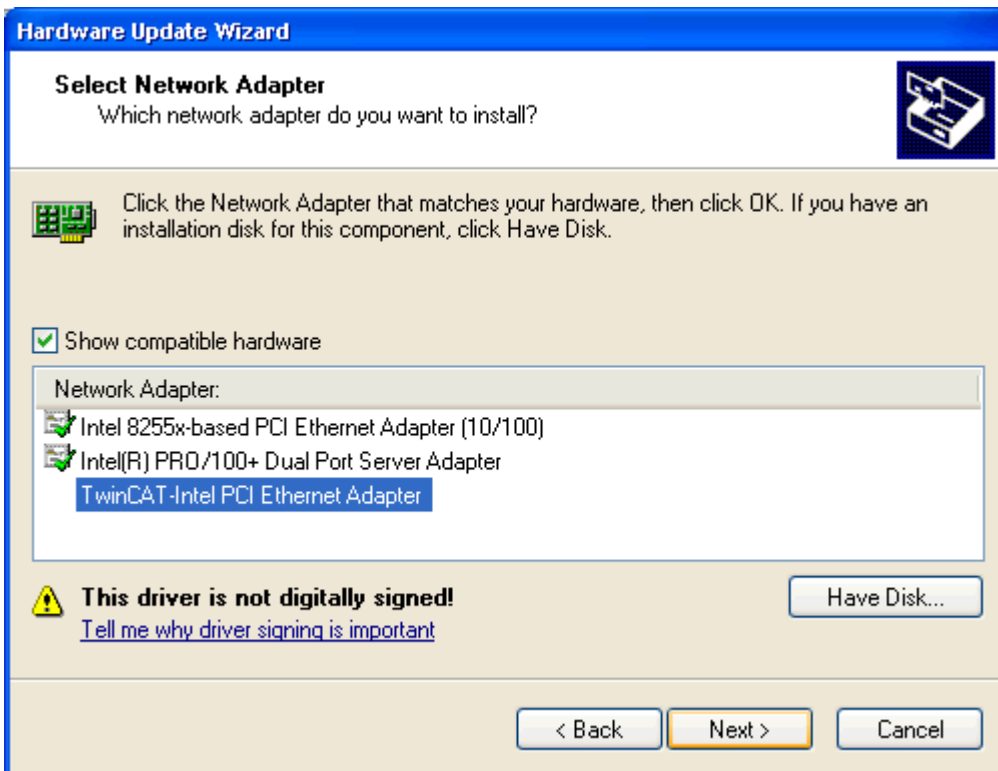 Hardware Update Wizard
Select Network Adapter
Which network adapter do you want to install?
Click the Network Adapter that matches your hardware, then click OK. If you have an
installation disk for this component, click Have Disk.
Show compatible hardware
Network Adapter:
Intel 8255x-based PCI Ethernet Adapter (10/100)
Intel(R) PRO/100+ Dual Port Server Adapter
TwinCAT-Intel PCI Ethernet Adapter
This driver is not digitally signed!
Have Disk...
Tell me why driver signing is important
< Back
Next >
Cancel